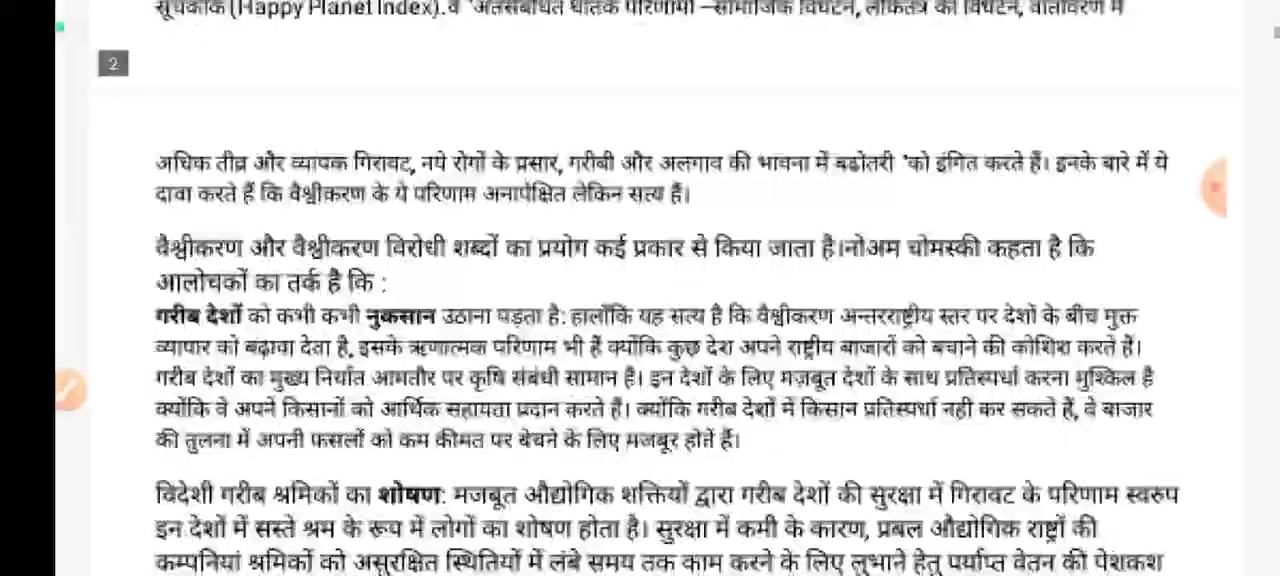 सूचकांक (Happy Planet Index).वे 'अंतर्संबंधित घातक परिणामों –सामाजिक विघटन, लोकतंत्र का विघटन, वातावरण में
2
अधिक तीव्र और व्यापक गिरावट, नये रोगों के प्रसार, गरीबी और अलगाव की भावना में बढोतरी 'को इंगित करते हैं। इनके बारे में ये
दावा करते हैं कि वैश्वीकरण के ये परिणाम अनापेक्षित लेकिन सत्य हैं।
वैश्वीकरण और वैश्वीकरण विरोधी शब्दों का प्रयोग कई प्रकार से किया जाता है।नोअम चोमस्की कहता है कि
आलोचकों का तर्क है कि :
गरीब देशों को कभी कभी नुकसान उठाना पड़ता है: हालाँकि यह सत्य है कि वैश्वीकरण अन्तरराष्ट्रीय स्तर पर देशों के बीच मुक्त
व्यापार को बढ़ावा देता है, इसके ऋणात्मक परिणाम भी हैं क्योंकि कुछ देश अपने राष्ट्रीय बाजारों को बचाने की कोशिश करते हैं।
गरीब देशों का मुख्य निर्यात आमतौर पर कृषि संबंधी सामान है। इन देशों के लिए मज़बूत देशों के साथ प्रतिस्पर्धा करना मुश्किल है
क्योंकि वे अपने किसानों को आर्थिक सहायता प्रदान करते हैं। क्योंकि गरीब देशों में किसान प्रतिस्पर्धा नही कर सकते हैं, वे बाजार
की तुलना में अपनी फसलों को कम कीमत पर बेचने के लिए मजबूर होतें हैं।
विदेशी गरीब श्रमिकों का शोषण: मजबूत औद्योगिक शक्तियों द्वारा गरीब देशों की सुरक्षा में गिरावट के परिणाम स्वरुप
इन देशों में सस्ते श्रम के रूप में लोगों का शोषण होता है। सुरक्षा में कमी के कारण, प्रबल औद्योगिक राष्ट्रों की
कम्पनियां श्रमिकों को असुरक्षित स्थितियों में लंबे समय तक काम करने के लिए लुभाने हेतु पर्याप्त वेतन की पेशकश